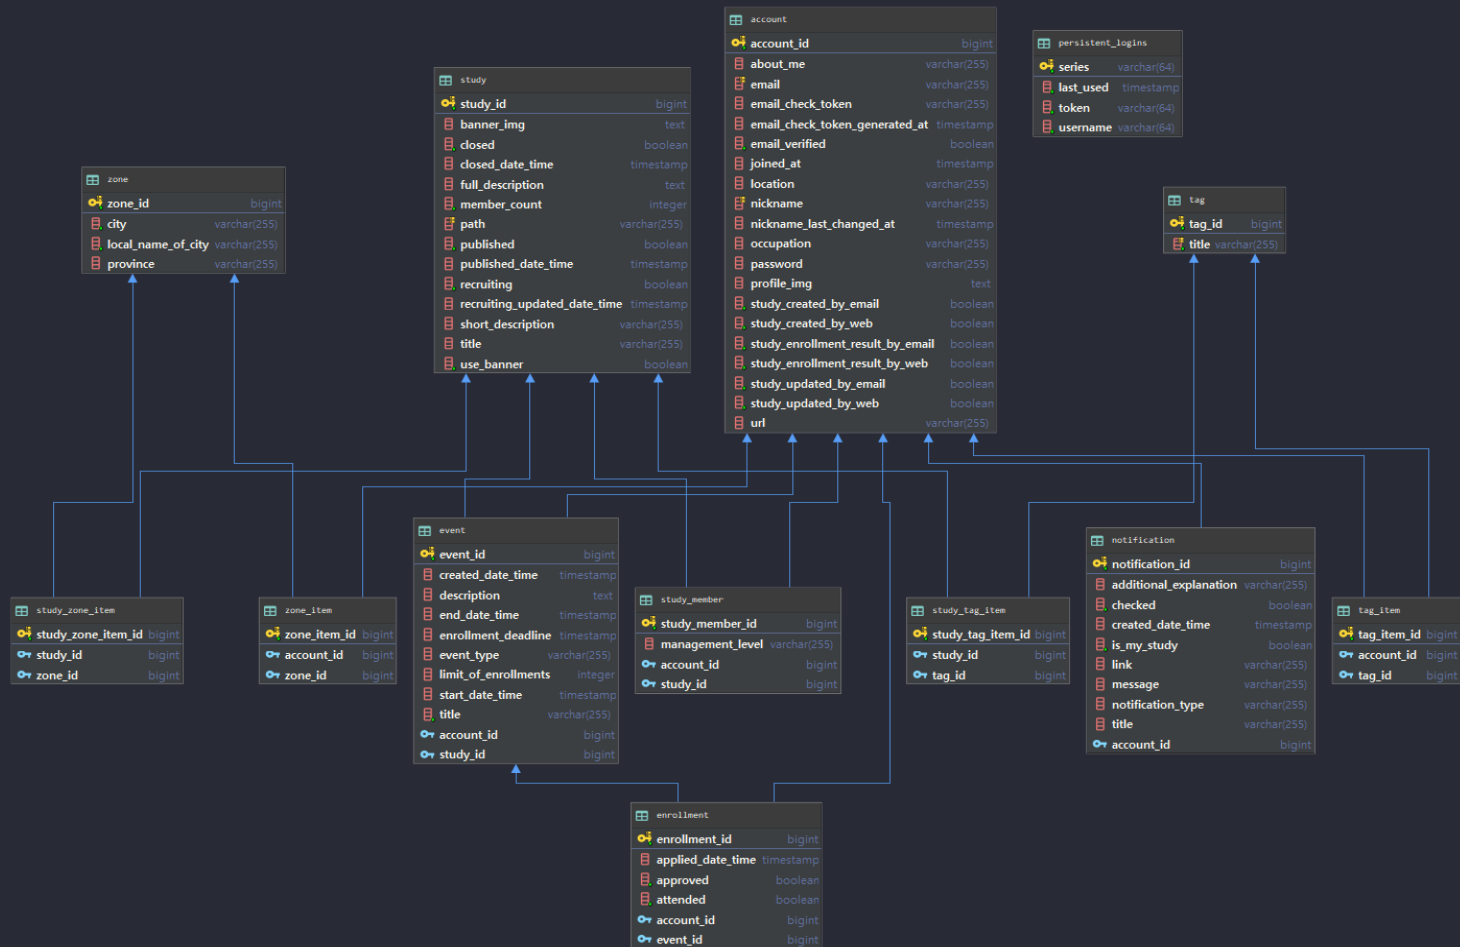 account
account_id bigint
about_me varchar(255)
email varchar(255)
email_check_token varchar(255)
email_check_token_generated_at timestamp
email_verified boolean
joined_at timestamp
location varchar(255)
nickname varchar(255)
nickname_last_changed_at timestamp
occupation varchar(255)
password varchar(255)
profile_img text
study_created_by_email boolean
study_created_by_web boolean
study_enrollment_result_by_email boolean
study_enrollment_result_by_web boolean
study_updated_by_email boolean
study_updated_by_web boolean
url varchar(255)
persistent_logins
series varchar(64)
last_used timestamp
token varchar(64)
username varchar(64)
study
study_id bigint
banner_img text
closed boolean
closed_date_time timestamp
full_description text
member_count integer
path varchar(255)
published boolean
published_date_time timestamp
recruiting boolean
recruiting_updated_date_time timestamp
short_description varchar(255)
title varchar(255)
use_banner boolean
zone
zone_id bigint
city varchar(255)
local_name_of_city varchar(255)
province varchar(255)
tag
tag_id bigint
title varchar(255)
event
event_id bigint
created_date_time timestamp
description text
end_date_time timestamp
enrollment_deadline timestamp
event_type varchar(255)
limit_of_enrollments integer
start_date_time timestamp
title varchar(255)
account_id bigint
study_id bigint
notification
notification_id bigint
additional_explanation varchar(255)
checked boolean
created_date_time timestamp
is_my_study boolean
link varchar(255)
message varchar(255)
notification_type varchar(255)
title varchar(255)
account_id bigint
study_zone_item
study_zone_item_id bigint
study_id bigint
zone_id bigint
zone_item
zone_item_id bigint
account_id bigint
zone_id bigint
study_member
study_member_id bigint
management_level varchar(255)
account_id bigint
study_id bigint
study_tag_item
study_tag_item_id bigint
study_id bigint
tag_id bigint
tag_item
tag_item_id bigint
account_id bigint
tag_id bigint
enrollment
enrollment_id bigint
applied_date_time timestamp
approved boolean
attended boolean
account_id bigint
event_id bigint